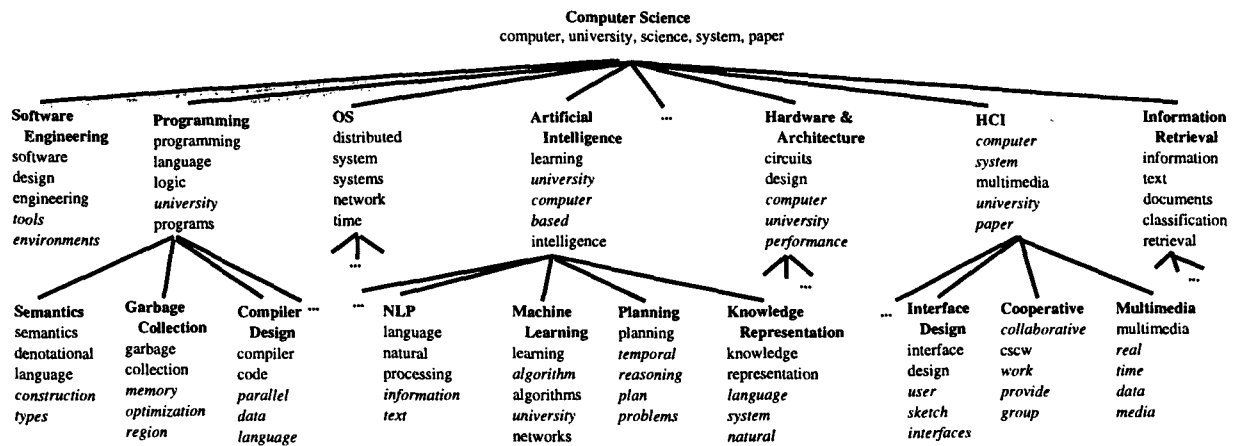 Computer Science
computer, university, science, system, paper
Software
Engineering
software
design
engineering
tools
environments
Programming
programming
language
logic
university
programs
OS
distributed
system
systems
network
time
...
Artificial
Intelligence
learning
university
computer
based
intelligence
...
Hardware &
Architecture
circuits
design
computer
university
performance
...
HCI
computer
system
multimedia
university
paper
Information
Retrieval
information
text
documents
classification
retrieval
...
Semantics
semantics
denotational
language
construction
types
Garbage
Collection
garbage
collection
memory
optimization
region
Compiler
Design
compiler
code
parallel
data
language
...
...
NLP
language
natural
processing
information
text
Machine
Learning
learning
algorithm
algorithms
university
networks
Planning
planning
temporal
reasoning
plan
problems
Knowledge
Representation
knowledge
representation
language
system
natural
...
Interface
Design
interface
design
user
sketch
interfaces
Cooperative
collaborative
cscw
work
provide
group
Multimedia
multimedia
real
time
data
media